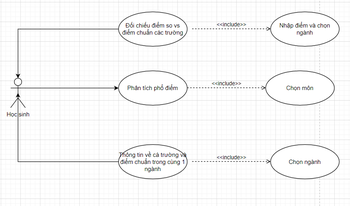 Đối chiếu điểm so vs
điểm chuẩn các trường
<<include>>
Nhập điểm và chọn
ngành
Phân tích phổ điểm
<<include>>
Chọn môn
Học sinh
Thông tin về cả trường và
điểm chuẩn trong cùng 1
ngành
<<include>>
Chọn ngành